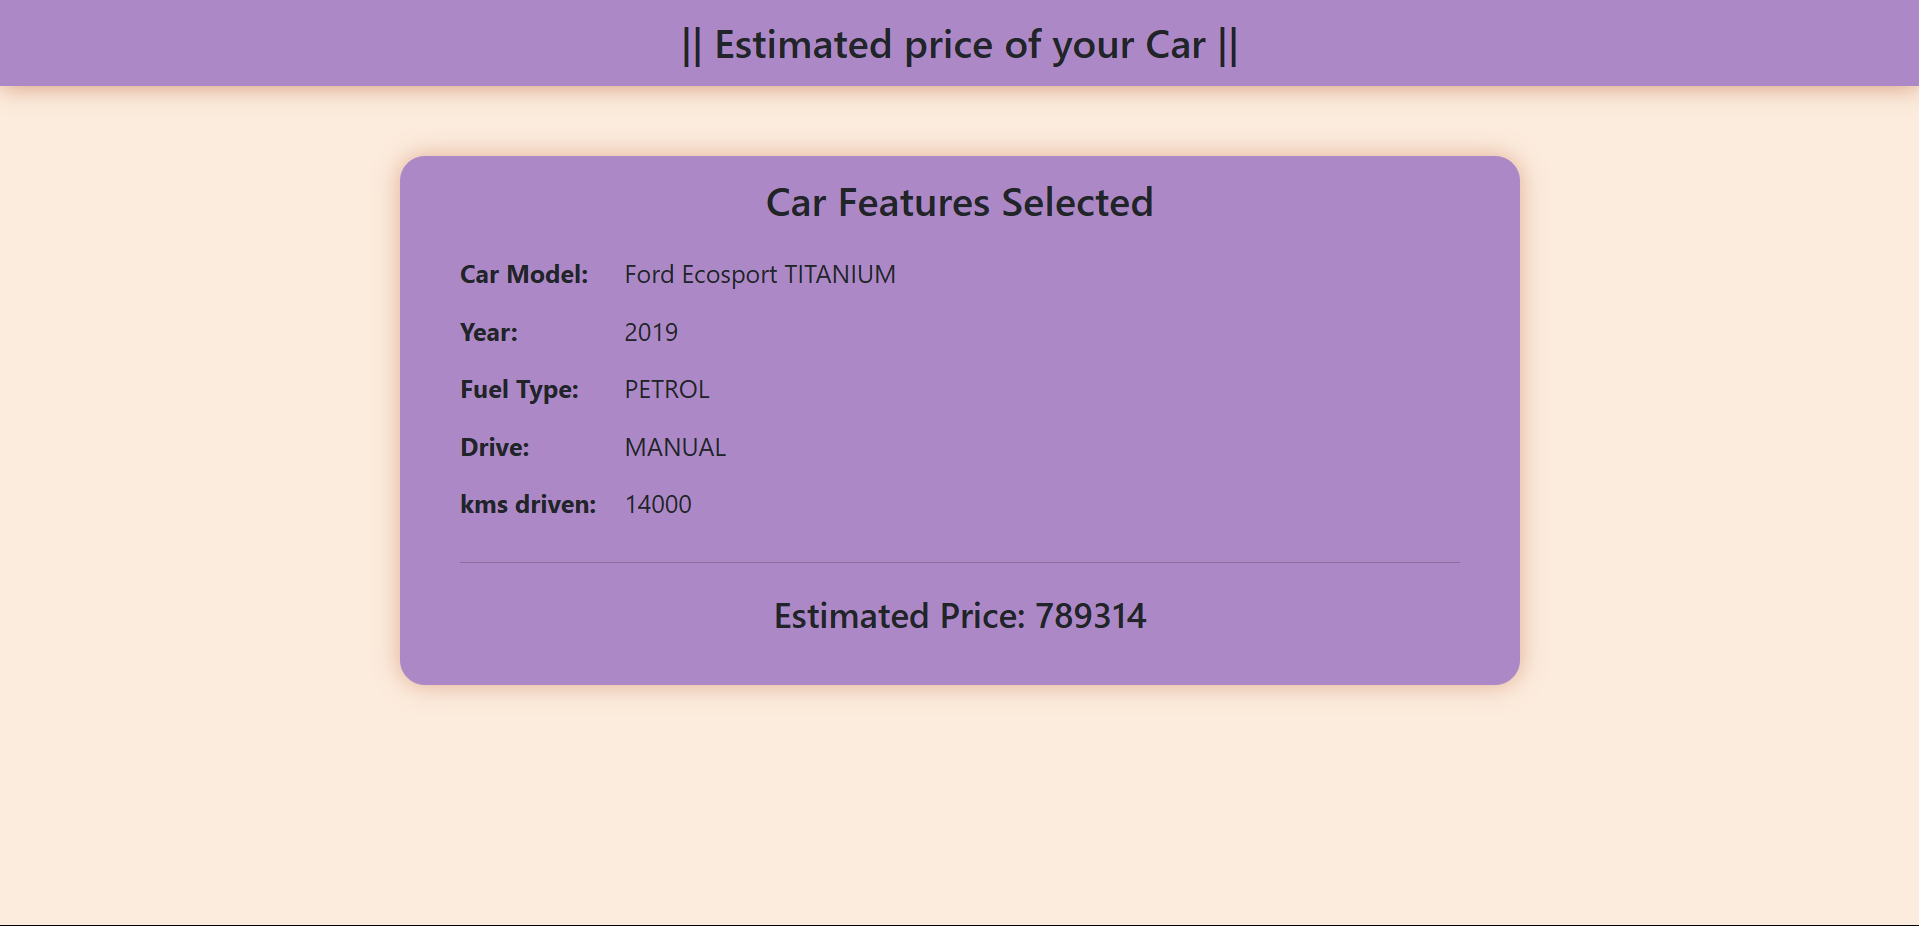 || Estimated price of your Car ||
Car Features Selected
Car Model: Ford Ecosport TITANIUM
Year: 2019
Fuel Type: PETROL
Drive: MANUAL
kms driven: 14000
Estimated Price: 789314